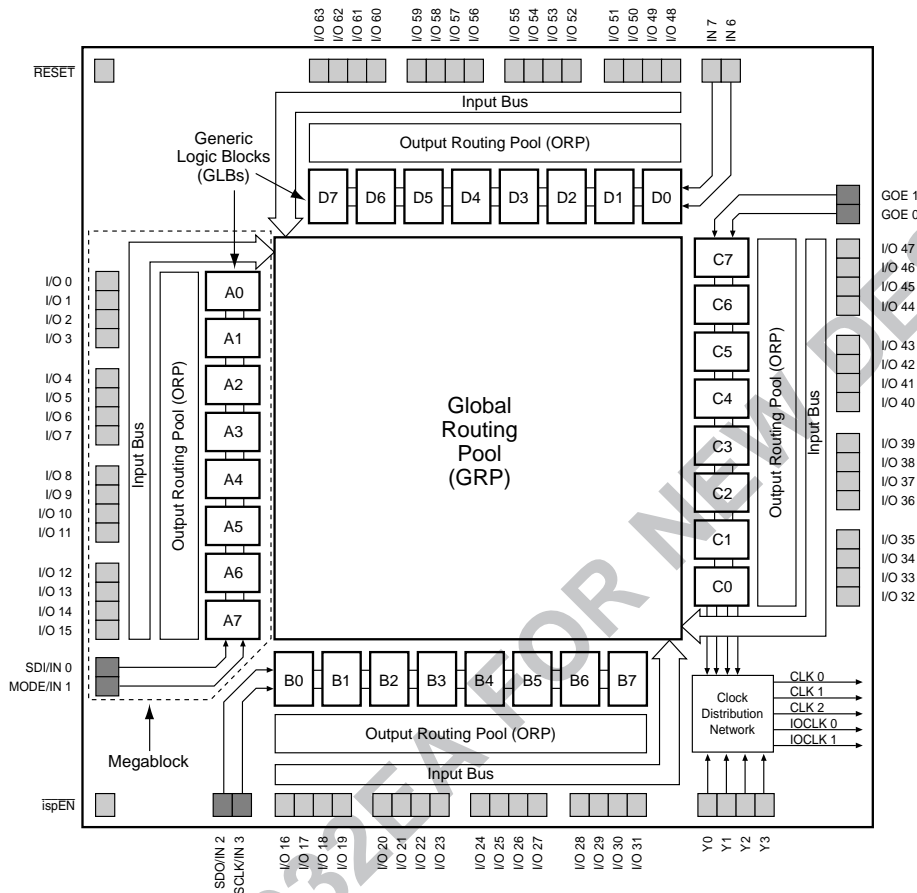 I/O 63
I/O 62
I/O 61
I/O 60
I/O 59
I/O 58
I/O 57
I/O 56
I/O 55
I/O 54
I/O 53
I/O 52
I/O 51
I/O 50
I/O 49
I/O 48
IN 7
IN 6
RESET
Input Bus
Generic
Logic Blocks
(GLBs)
Output Routing Pool (ORP)
D7
D6
D5
D4
D3
D2
D1
D0
GOE 1
GOE 0
I/O 0
I/O 1
I/O 2
I/O 3
I/O 4
I/O 5
I/O 6
I/O 7
I/O 8
I/O 9
I/O 10
I/O 11
I/O 12
I/O 13
I/O 14
I/O 15
Input Bus
Output Routing Pool (ORP)
A0
A1
A2
A3
A4
A5
A6
A7
Global
Routing
Pool
(GRP)
C7
C6
C5
C4
C3
C2
C1
C0
Output Routing Pool (ORP)
Input Bus
I/O 47
I/O 46
I/O 45
I/O 44
I/O 43
I/O 42
I/O 41
I/O 40
I/O 39
I/O 38
I/O 37
I/O 36
I/O 35
I/O 34
I/O 33
I/O 32
SDI/IN 0
MODE/IN 1
B0
B1
B2
B3
B4
B5
B6
B7
Output Routing Pool (ORP)
Input Bus
Megablock
Clock
Distribution
Network
CLK 0
CLK 1
CLK 2
IOCLK 0
IOCLK 1
ispEN
SDO/IN 2
SCLK/IN 3
I/O 16
I/O 17
I/O 18
I/O 19
I/O 20
I/O 21
I/O 22
I/O 23
I/O 24
I/O 25
I/O 26
I/O 27
I/O 28
I/O 29
I/O 30
I/O 31
Y0
Y1
Y2
Y3
32EA FOR NEW DES